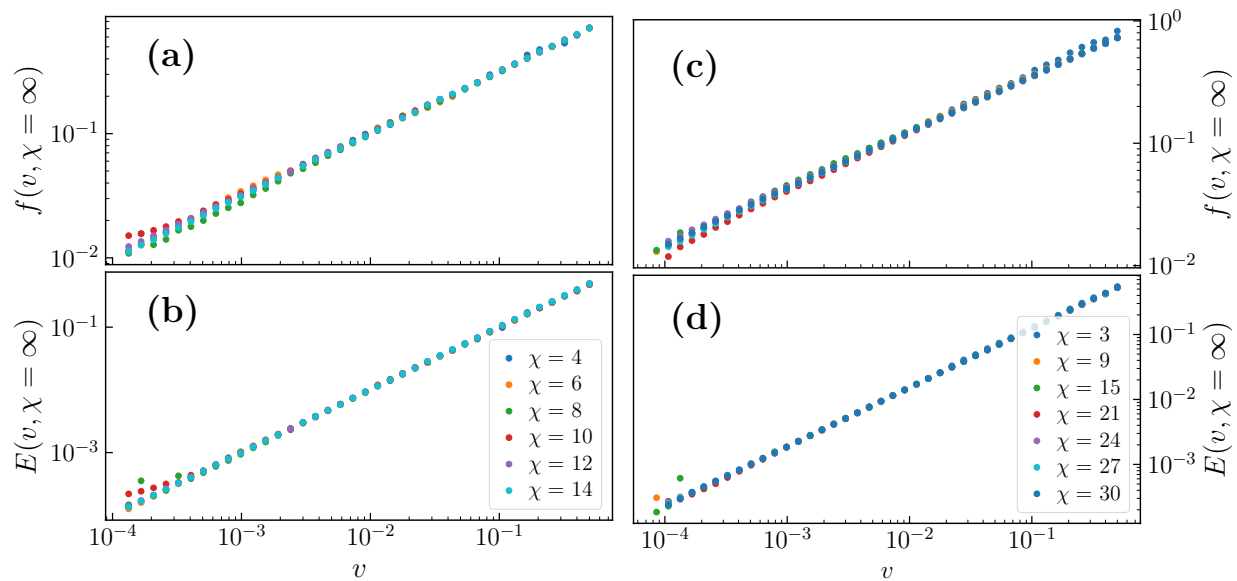 (a)
f(v, χ = ∞)
10⁻¹
10⁻²
(c)
10⁰
10⁻¹
10⁻²
f(v, χ = ∞)
(b)
E(v, χ = ∞)
10⁻¹
10⁻³
χ = 4
χ = 6
χ = 8
χ = 10
χ = 12
χ = 14
10⁻⁴
10⁻³
10⁻²
10⁻¹
v
(d)
χ = 3
χ = 9
χ = 15
χ = 21
χ = 24
χ = 27
χ = 30
10⁻¹
10⁻²
10⁻³
E(v, χ = ∞)
10⁻⁴
10⁻³
10⁻²
10⁻¹
v